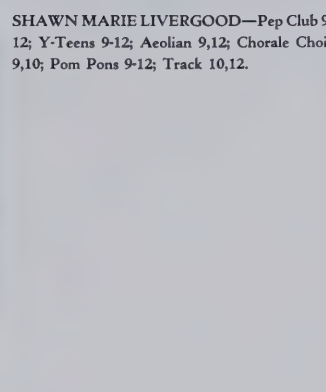 SHAWN MARIE LIVERGOOD—Pep Club 9
12; Y-Teens 9-12; Aeolian 9,12; Chorale Choi
9,10; Pom Pons 9-12; Track 10,12.